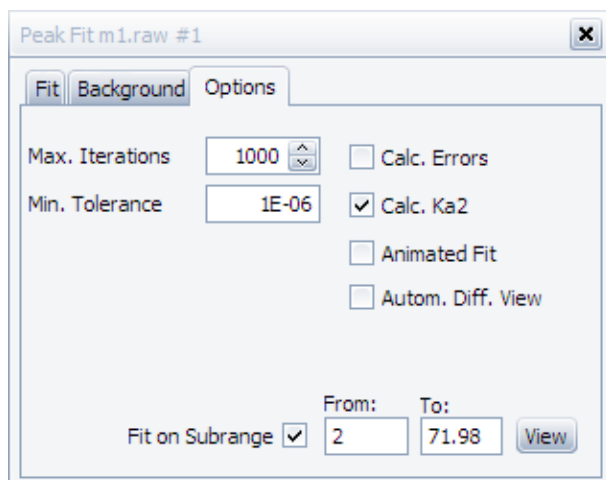 Peak Fit m1.raw #1
Fit Background Options
Max. Iterations 1000 Calc. Errors
Min. Tolerance 1E-06 Calc. Ka2
Animated Fit
Autom. Diff. View
From: To:
Fit on Subrange 2 71.98 View